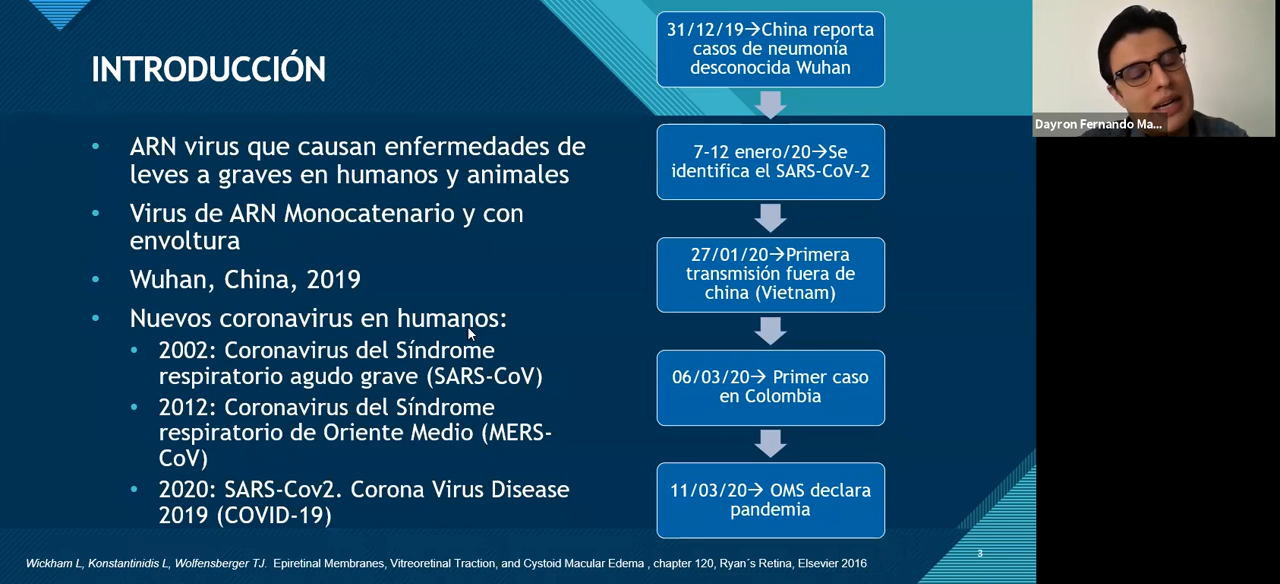 INTRODUCCIÓN
ARN virus que causan enfermedades de
leves a graves en humanos y animales
Virus de ARN Monocatenario y con
envoltura
Wuhan, China, 2019
Nuevos coronavirus en humanos:
2002: Coronavirus del Síndrome
respiratorio agudo grave (SARS-CoV)
2012: Coronavirus del Síndrome
respiratorio de Oriente Medio (MERS-
CoV)
2020: SARS-Cov2. Corona Virus Disease
2019 (COVID-19)
31/12/19→China reporta
casos de neumonía
desconocida Wuhan
7-12 enero/20→Se
identifica el SARS-CoV-2
27/01/20→Primera
transmisión fuera de
china (Vietnam)
06/03/20→ Primer caso
en Colombia
11/03/20→ OMS declara
pandemia
Wickham L, Konstantinidis L, Wolfensberger TJ. Epiretinal Membranes, Vitreoretinal Traction, and Cystoid Macular Edema , chapter 120, Ryan´s Retina, Elsevier 2016
3
Dayron Fernando Ma...